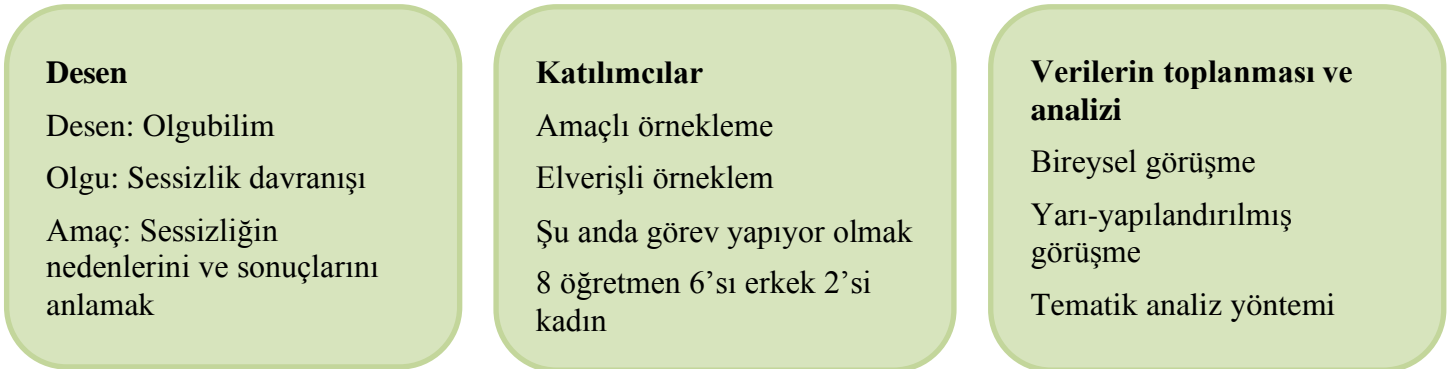 Desen
Desen: Olgubilim
Olgu: Sessizlik davranışı
Amaç: Sessizliğin
nedenlerini ve sonuçlarını
anlamak
Katılımcılar
Amaçlı örnekleme
Elverişli örneklem
Şu anda görev yapıyor olmak
8 öğretmen 6’sı erkek 2’si
kadın
Verilerin toplanması ve
analizi
Bireysel görüşme
Yarı-yapılandırılmış
görüşme
Tematik analiz yöntemi